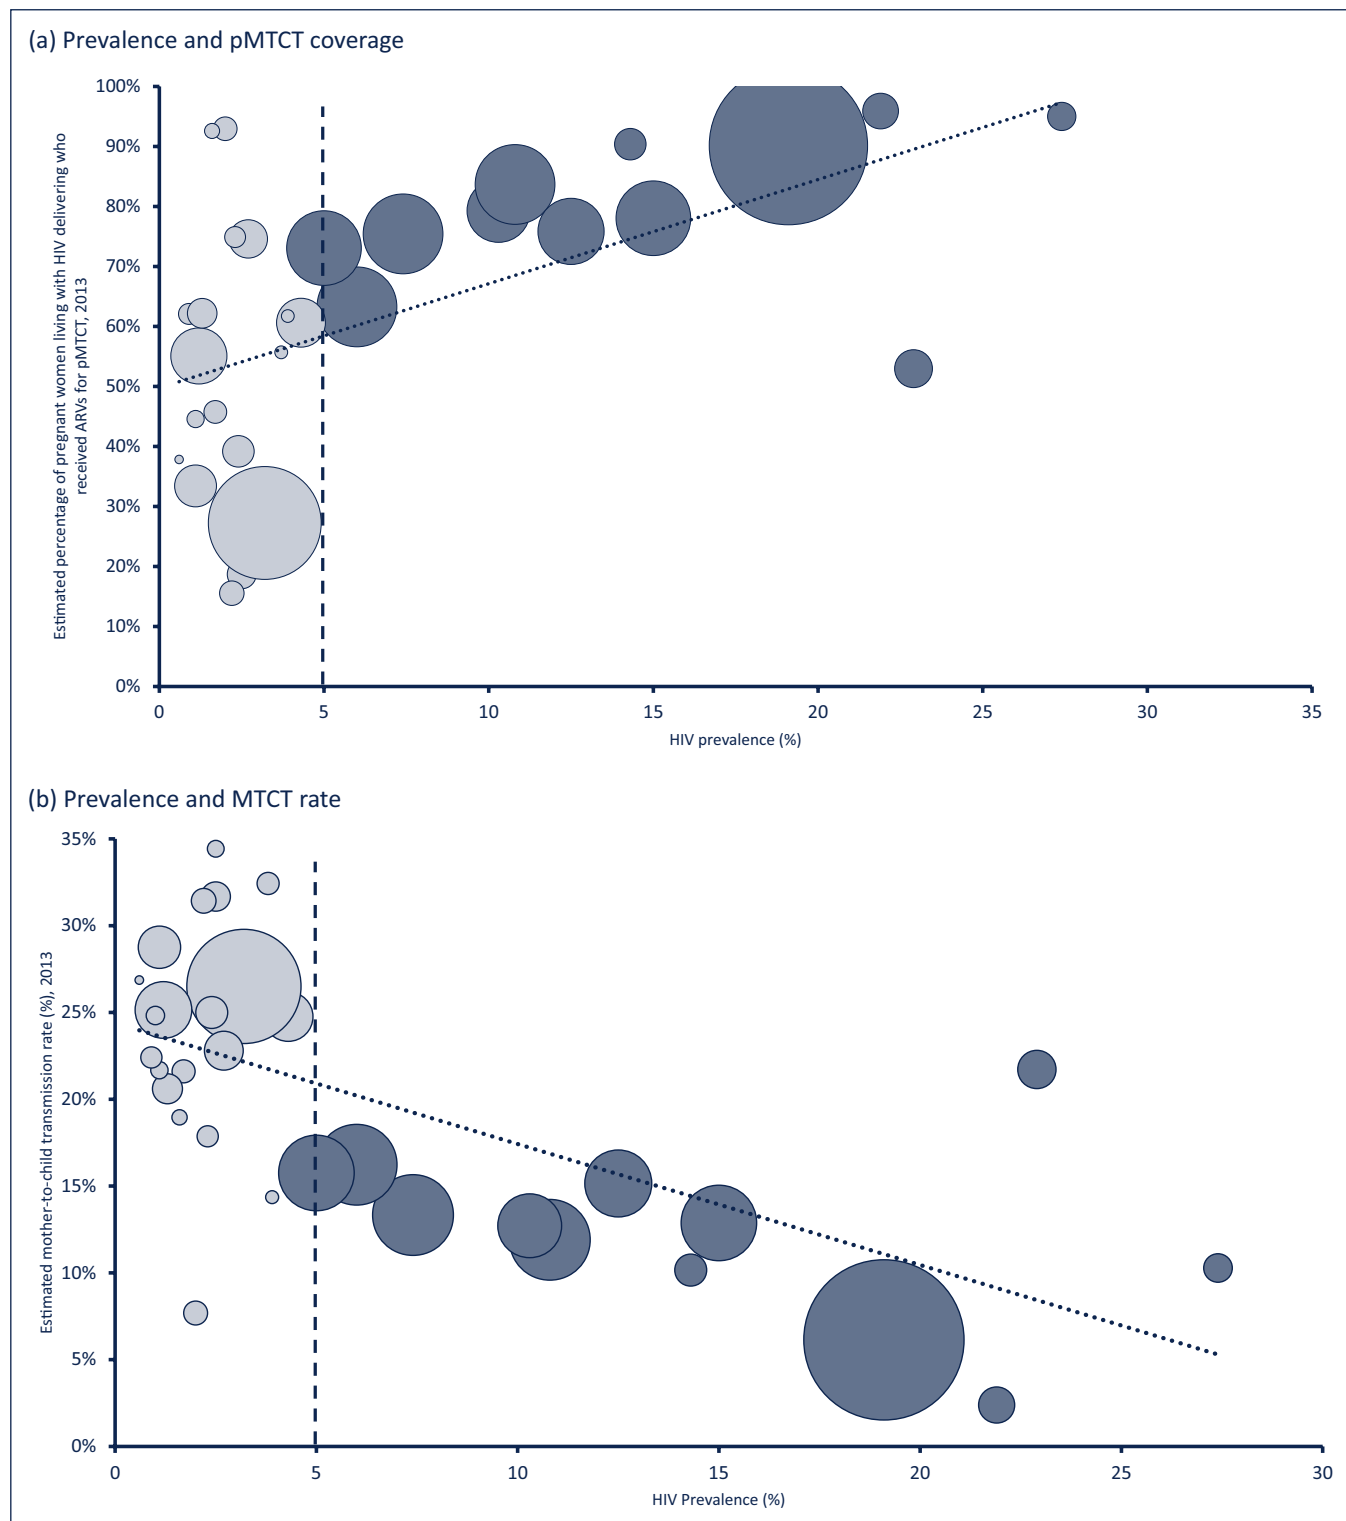 (a) Prevalence and pMTCT coverage
Estimated percentage of pregnant women living with HIV delivering who
received ARVs for pMTCT, 2013
100%
90%
80%
70%
60%
50%
40%
30%
20%
10%
0%
0 5 10 15 20 25 30 35
HIV prevalence (%)
(b) Prevalence and MTCT rate
Estimated mother-to-child transmission rate (%), 2013
35%
30%
25%
20%
15%
10%
5%
0%
0 5 10 15 20 25 30
HIV Prevalence (%)